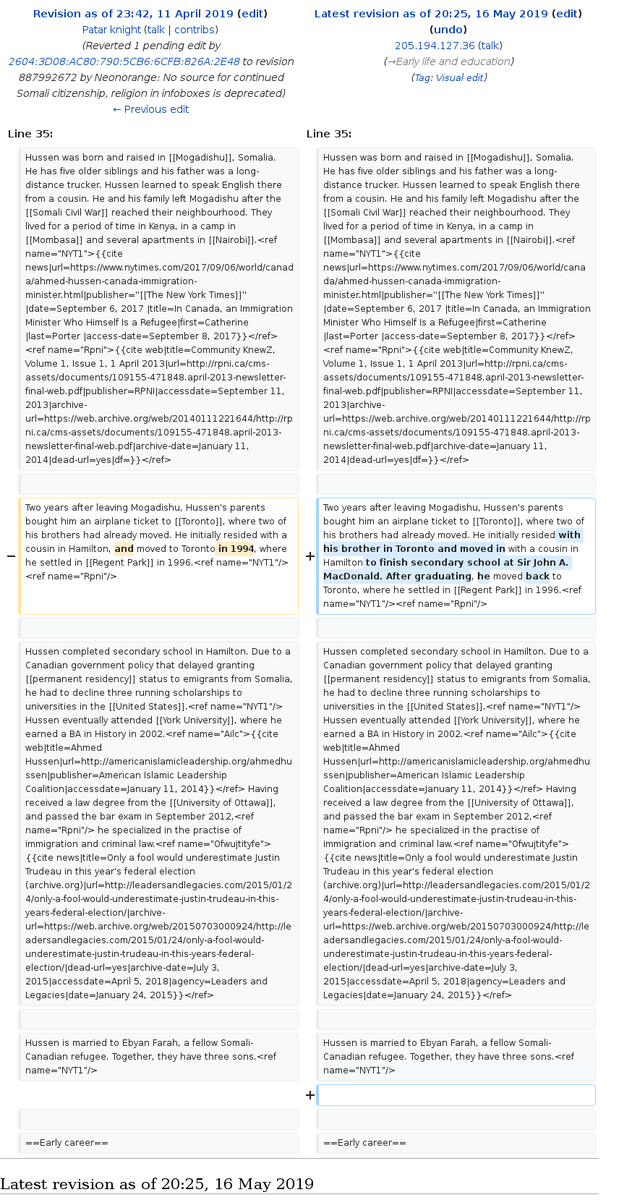 Revision as of 23:42, 11 April 2019 (edit)
Patar knight (talk | contribs)
(Reverted 1 pending edit by
2604:3D08:AC80:790:5CB6:6CFB:826A:2E48 to revision
887992672 by Neonorange: No source for continued
Somali citizenship, religion in infoboxes is deprecated)
← Previous edit
Latest revision as of 20:25, 16 May 2019 (edit)
(undo)
205.194.127.36 (talk)
(→Early life and education)
(Tag: Visual edit)
Line 35:
Line 35:
Hussen was born and raised in [[Mogadishu]], Somalia.
He has five older siblings and his father was a long-
distance trucker. Hussen learned to speak English there
from a cousin. He and his family left Mogadishu after the
[[Somali Civil War]] reached their neighbourhood. They
lived for a period of time in Kenya, in a camp in
[[Mombasa]] and several apartments in [[Nairobi]].<ref
name="NYT1">{{cite
news|url=https://www.nytimes.com/2017/09/06/world/canad
a/ahmed-hussen-canada-immigration-
minister.html|publisher="[[The New York Times]]"
|date=September 6, 2017 |title=In Canada, an Immigration
Minister Who Himself Is a Refugee|first=Catherine
|last=Porter |access-date=September 8, 2017}}</ref>
<ref name="Rpni">{{cite web|title=Community KnewZ,
Volume 1, Issue 1, 1 April 2013|url=http://rpni.ca/cms-
assets/documents/109155-471848.april-2013-newsletter-
final-web.pdf|publisher=RPNI|accessdate=September 11,
2013|archive-
url=https://web.archive.org/web/20140111221644/http://rp
ni.ca/cms-assets/documents/109155-471848.april-2013-
newsletter-final-web.pdf|archive-date=January 11,
2014|dead-url=yes|df=}}</ref>
Hussen was born and raised in [[Mogadishu]], Somalia.
He has five older siblings and his father was a long-
distance trucker. Hussen learned to speak English there
from a cousin. He and his family left Mogadishu after the
[[Somali Civil War]] reached their neighbourhood. They
lived for a period of time in Kenya, in a camp in
[[Mombasa]] and several apartments in [[Nairobi]].<ref
name="NYT1">{{cite
news|url=https://www.nytimes.com/2017/09/06/world/cana
da/ahmed-hussen-canada-immigration-
minister.html|publisher="[[The New York Times]]"
|date=September 6, 2017 |title=In Canada, an Immigration
Minister Who Himself Is a Refugee|first=Catherine
|last=Porter |access-date=September 8, 2017}}</ref>
<ref name="Rpni">{{cite web|title=Community KnewZ,
Volume 1, Issue 1, 1 April 2013|url=http://rpni.ca/cms-
assets/documents/109155-471848.april-2013-newsletter-
final-web.pdf|publisher=RPNI|accessdate=September 11,
2013|archive-
url=https://web.archive.org/web/20140111221644/http://rp
ni.ca/cms-assets/documents/109155-471848.april-2013-
newsletter-final-web.pdf|archive-date=January 11,
2014|dead-url=yes|df=}}</ref>
−
Two years after leaving Mogadishu, Hussen's parents
bought him an airplane ticket to [[Toronto]], where two of
his brothers had already moved. He initially resided with a
cousin in Hamilton, and moved to Toronto in 1994, where
he settled in [[Regent Park]] in 1996.<ref name="NYT1"/>
<ref name="Rpni"/>
+
Two years after leaving Mogadishu, Hussen's parents
bought him an airplane ticket to [[Toronto]], where two of
his brothers had already moved. He initially resided with
his brother in Toronto and moved in with a cousin in
Hamilton to finish secondary school at Sir John A.
MacDonald. After graduating, he moved back to
Toronto, where he settled in [[Regent Park]] in 1996.<ref
name="NYT1"/><ref name="Rpni"/>
Hussen completed secondary school in Hamilton. Due to a
Canadian government policy that delayed granting
[[permanent residency]] status to emigrants from Somalia,
he had to decline three running scholarships to
universities in the [[United States]].<ref name="NYT1"/>
Hussen eventually attended [[York University]], where he
earned a BA in History in 2002.<ref name="Ailc">{{cite
web|title=Ahmed
Hussen|url=http://americanislamicleadership.org/ahmedhu
ssen|publisher=American Islamic Leadership
Coalition|accessdate=January 11, 2014}}</ref> Having
received a law degree from the [[University of Ottawa]],
and passed the bar exam in September 2012,<ref
name="Rpni"/> he specialized in the practise of
immigration and criminal law.<ref name="Ofwujtityfe">
{{cite news|title=Only a fool would underestimate Justin
Trudeau in this year's federal election
(archive.org)|url=http://leadersandlegacies.com/2015/01/2
4/only-a-fool-would-underestimate-justin-trudeau-in-this-
years-federal-election/|archive-
url=https://web.archive.org/web/20150703000924/http://le
adersandlegacies.com/2015/01/24/only-a-fool-would-
underestimate-justin-trudeau-in-this-years-federal-
election/|dead-url=yes|archive-date=July 3,
2015|accessdate=April 5, 2018|agency=Leaders and
Legacies|date=January 24, 2015}}</ref>
Hussen completed secondary school in Hamilton. Due to a
Canadian government policy that delayed granting
[[permanent residency]] status to emigrants from Somalia,
he had to decline three running scholarships to
universities in the [[United States]].<ref name="NYT1"/>
Hussen eventually attended [[York University]], where he
earned a BA in History in 2002.<ref name="Ailc">{{cite
web|title=Ahmed
Hussen|url=http://americanislamicleadership.org/ahmedhu
ssen|publisher=American Islamic Leadership
Coalition|accessdate=January 11, 2014}}</ref> Having
received a law degree from the [[University of Ottawa]],
and passed the bar exam in September 2012,<ref
name="Rpni"/> he specialized in the practise of
immigration and criminal law.<ref name="Ofwujtityfe">
{{cite news|title=Only a fool would underestimate Justin
Trudeau in this year's federal election
(archive.org)|url=http://leadersandlegacies.com/2015/01/2
4/only-a-fool-would-underestimate-justin-trudeau-in-this-
years-federal-election/|archive-
url=https://web.archive.org/web/20150703000924/http://le
adersandlegacies.com/2015/01/24/only-a-fool-would-
underestimate-justin-trudeau-in-this-years-federal-
election/|dead-url=yes|archive-date=July 3,
2015|accessdate=April 5, 2018|agency=Leaders and
Legacies|date=January 24, 2015}}</ref>
Hussen is married to Ebyan Farah, a fellow Somali-
Canadian refugee. Together, they have three sons.<ref
name="NYT1"/>
Hussen is married to Ebyan Farah, a fellow Somali-
Canadian refugee. Together, they have three sons.<ref
name="NYT1"/>
+
==Early career==
==Early career==
Latest revision as of 20:25, 16 May 2019